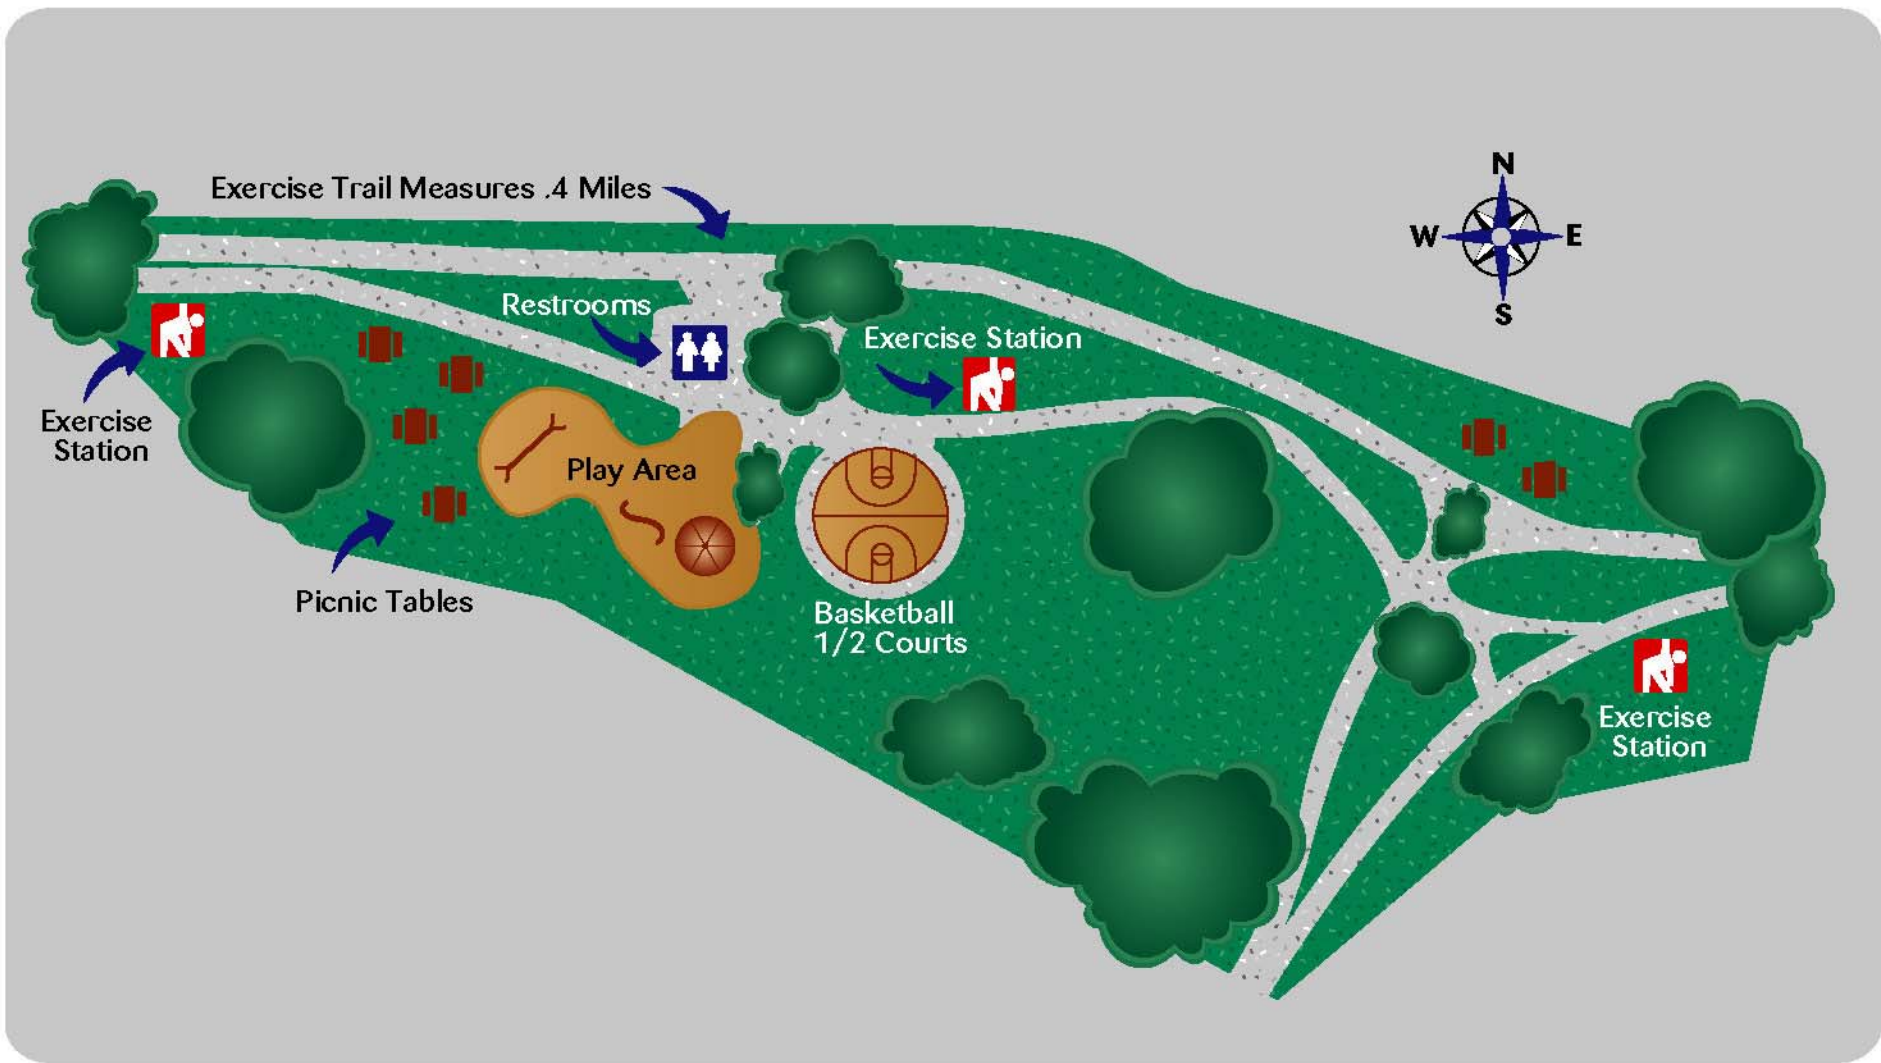 N
Exercise Trail Measures .4 Miles
W
E
Restrooms
S
Exercise Station
Exercise
Station
Play Area
Picnic Tables
Basketball
1/2 Courts
Exercise
Station